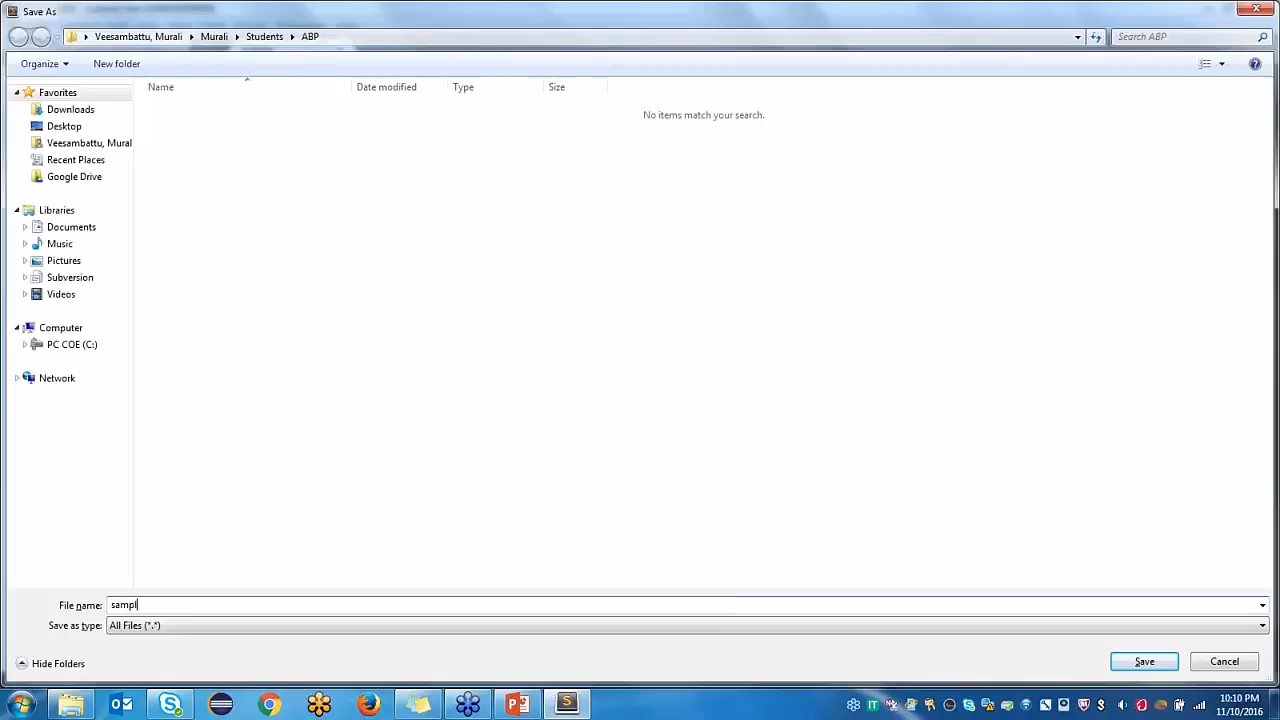 Save As
Veesambattu, Murali Murali Students ABP
Search ABP
Organize
New folder
Name
Date modified
Type
Size
No items match your search.
Favorites
Downloads
Desktop
Veesambattu, Mural
Recent Places
Google Drive
Libraries
Documents
Music
Pictures
Subversion
Videos
Computer
PC COE (C:)
Network
File name: sampl
Save as type: All Files (*.*)
Hide Folders
Save
Cancel
10:10 PM
11/10/2016